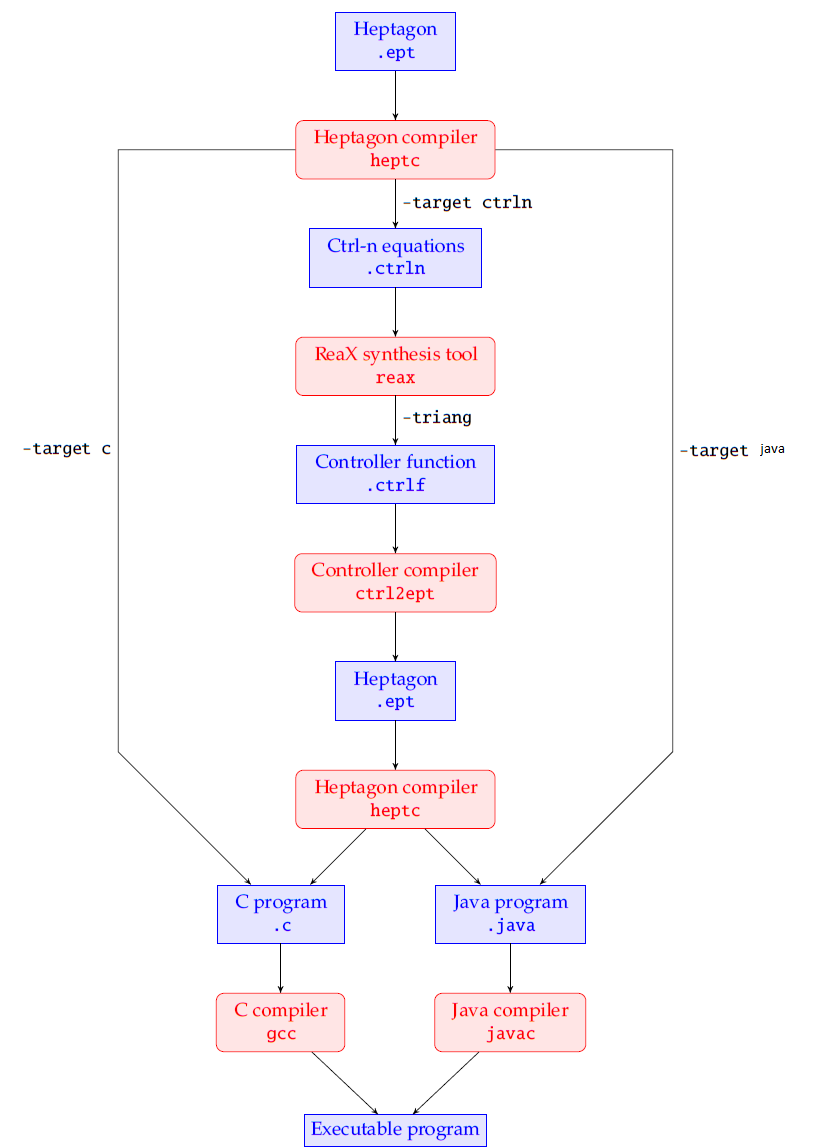 Heptagon
.ept
Heptagon compiler
heptc
-target ctrln
Ctrl-n equations
.ctrln
ReaX synthesis tool
reax
-triang
-target c
-target java
Controller function
.ctrlf
Controller compiler
ctrl2ept
Heptagon
.ept
Heptagon compiler
heptc
C program
.c
Java program
.java
C compiler
gcc
Java compiler
javac
Executable program